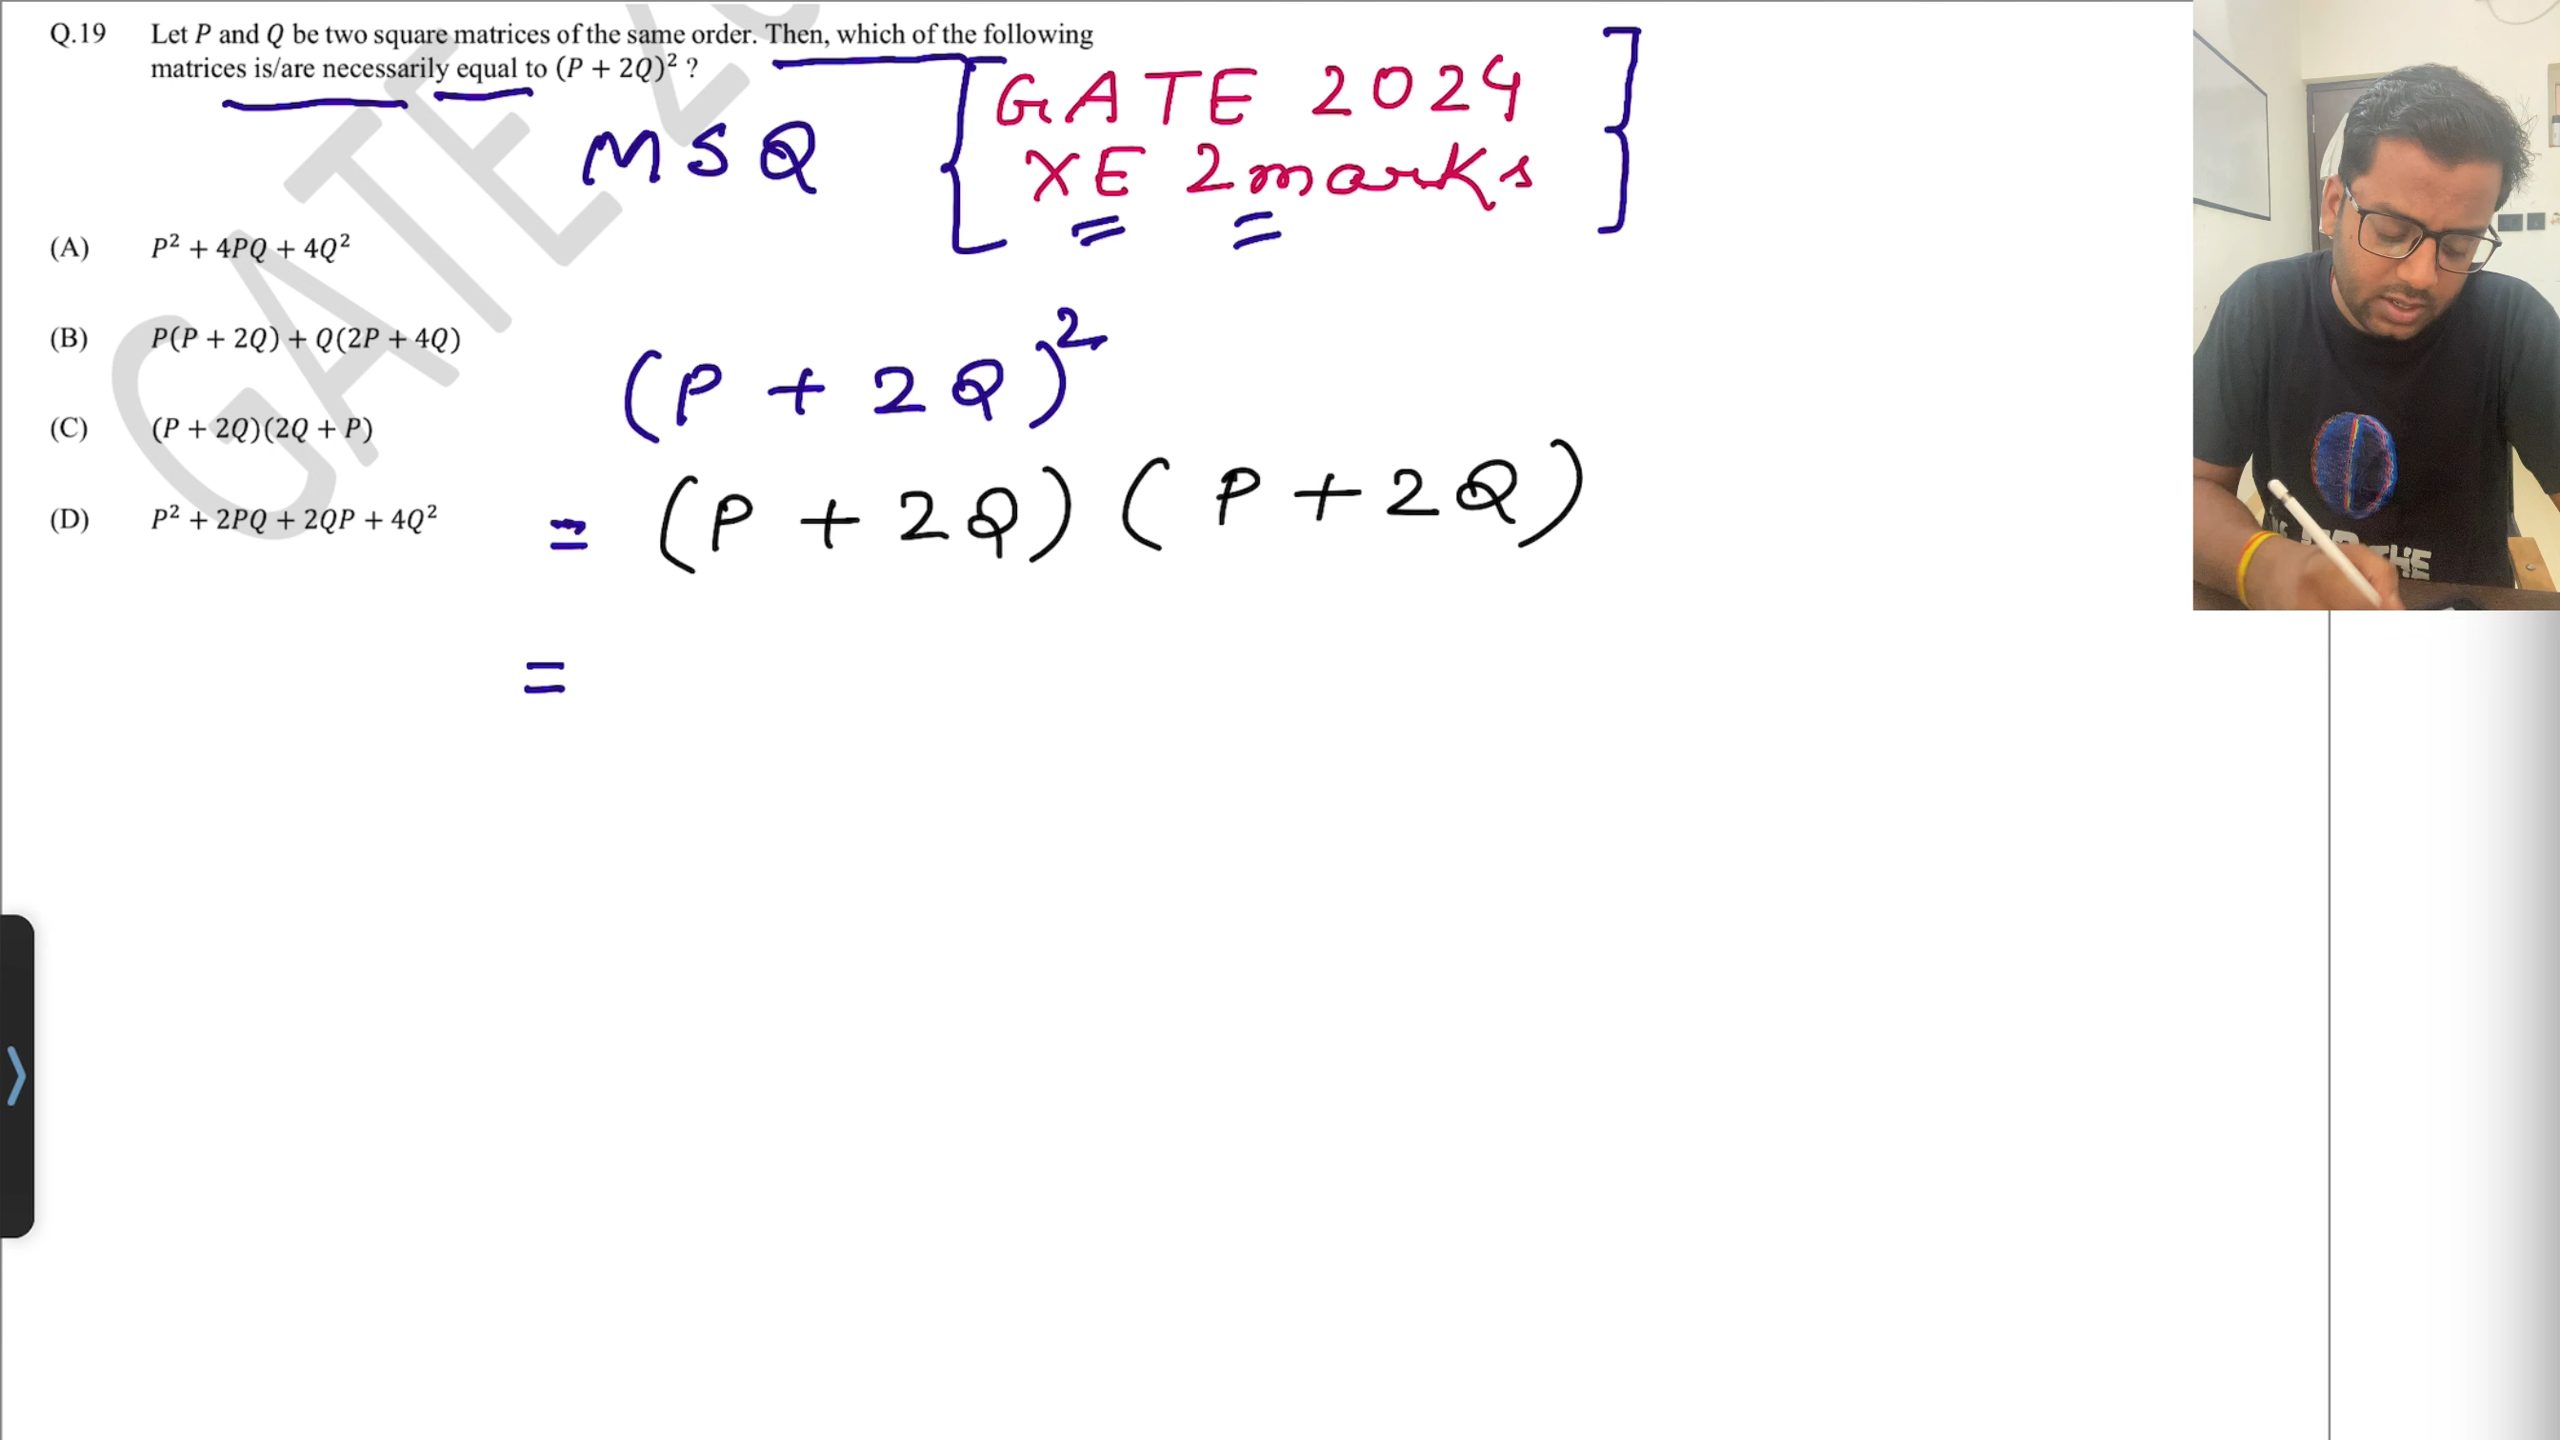 Q.19 Let P and Q be two square matrices of the same order. Then, which of the following
matrices is/are necessarily equal to (P + 2Q)² ?
MSQ
GATE 2024
XE 2marks
(A) P² + 4PQ + 4Q²
(B) P(P + 2Q) + Q(2P + 4Q)
(C) (P + 2Q)(2Q + P)
(D) P² + 2PQ + 2QP + 4Q²
(P + 2Q)²
= (P + 2Q) (P + 2Q)
=